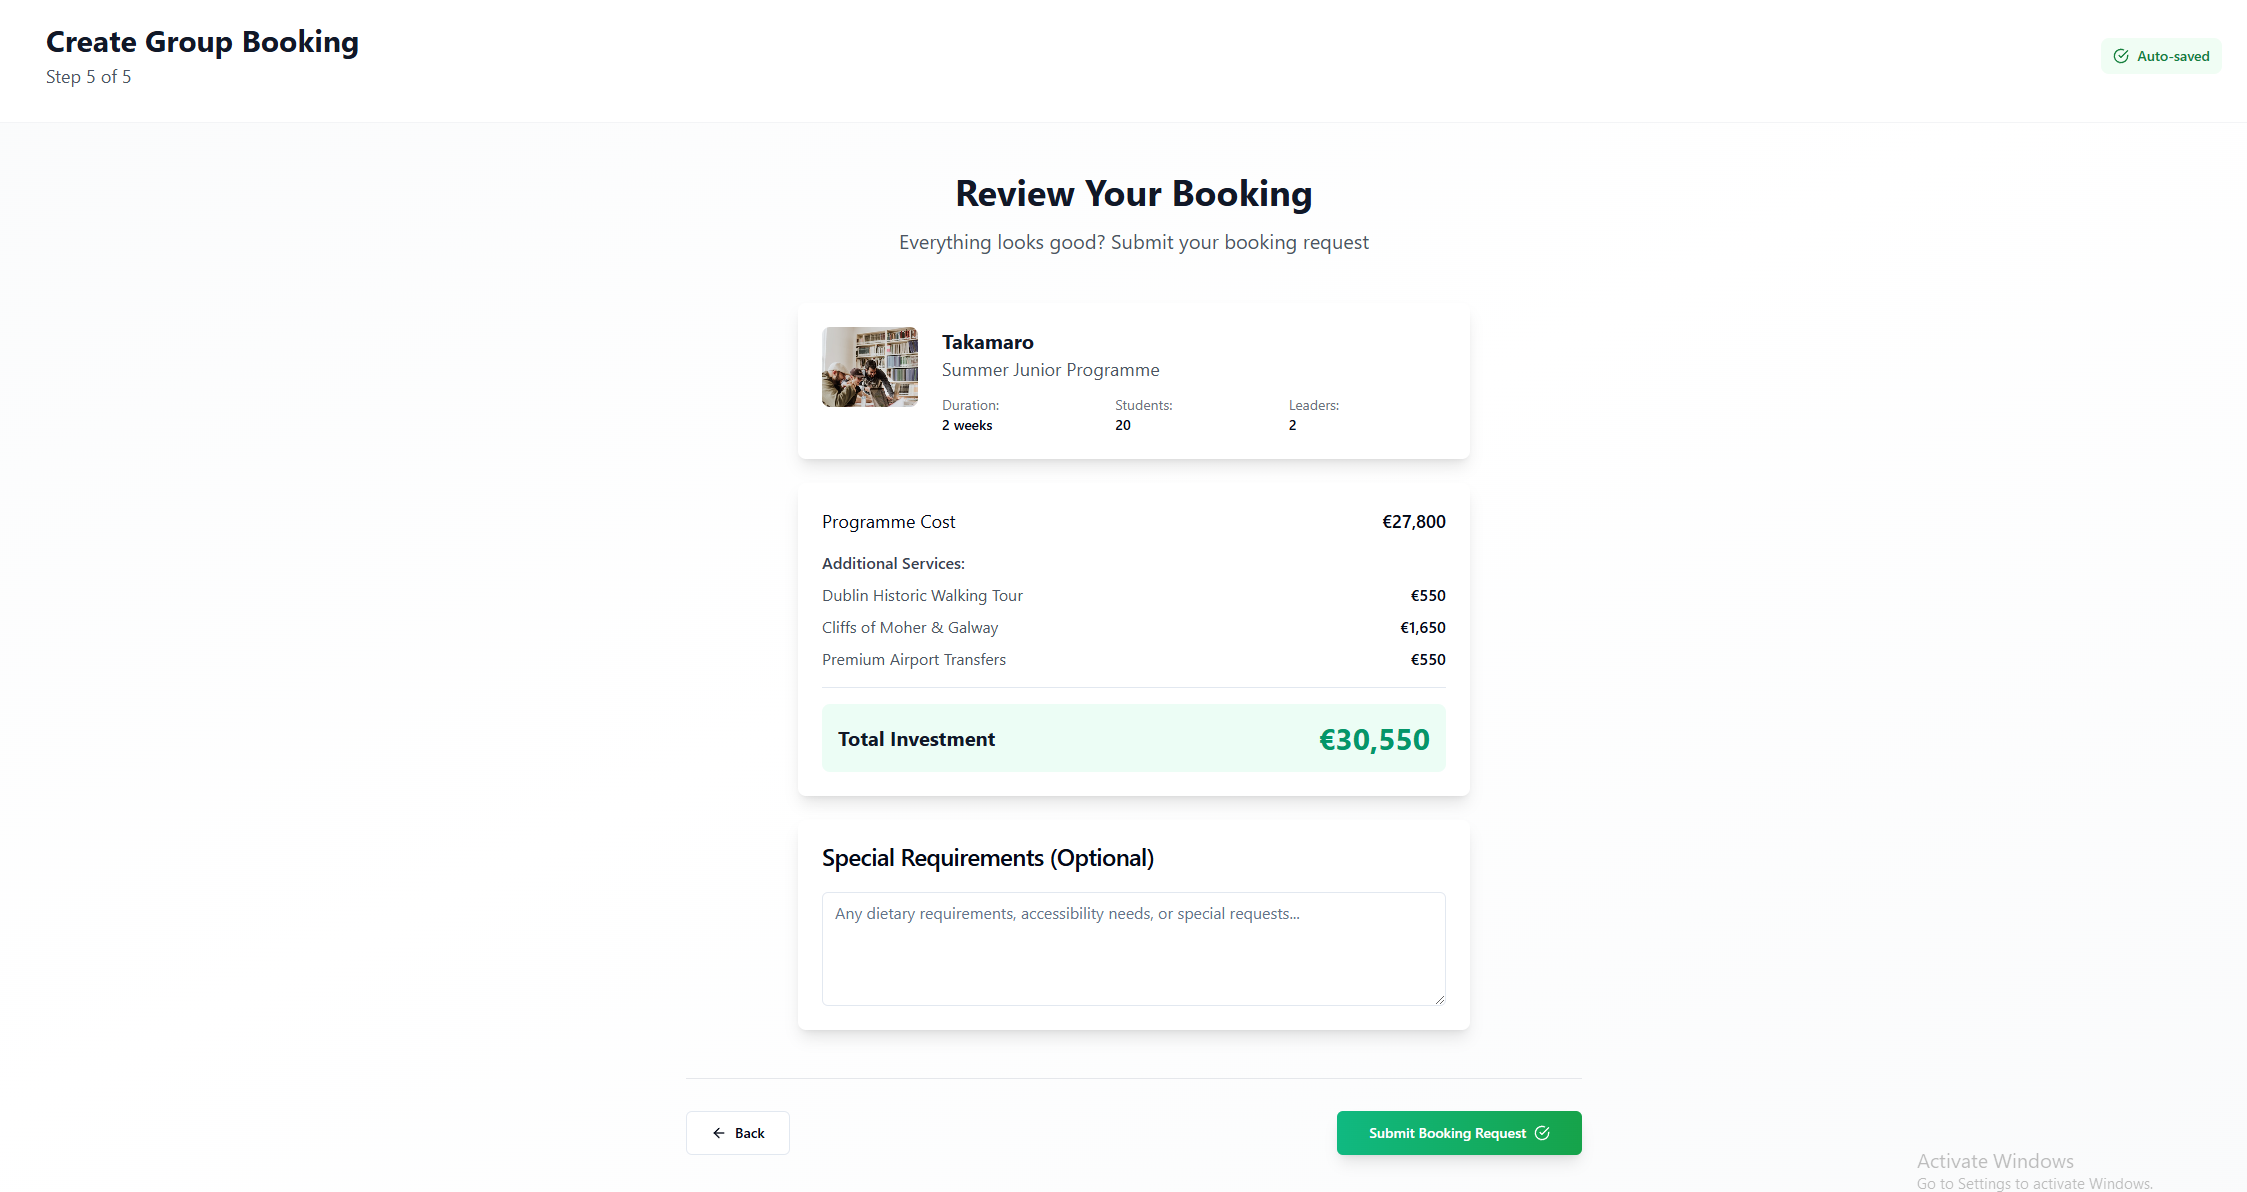 Create Group Booking
Step 5 of 5
Auto-saved
Review Your Booking
Everything looks good? Submit your booking request
Takamaro
Summer Junior Programme
Duration:
2 weeks
Students:
20
Leaders:
2
Programme Cost €27,800
Additional Services:
Dublin Historic Walking Tour €550
Cliffs of Moher & Galway €1,650
Premium Airport Transfers €550
Total Investment €30,550
Special Requirements (Optional)
Any dietary requirements, accessibility needs, or special requests...
Back
Submit Booking Request
Activate Windows
Go to Settings to activate Windows.